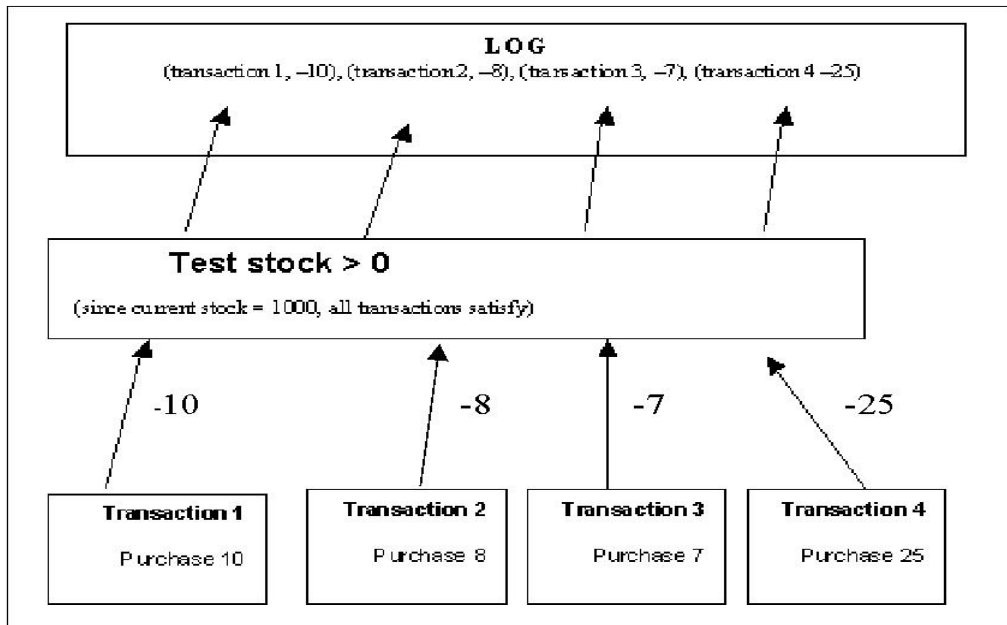 LOG
(transaction 1, –10), (transaction 2, –8), (transaction 3, –7), (transaction 4 –25)
Test stock > 0
(since current stock = 1000, all transactions satisfy)
-10 -8 -7 -25
Transaction 1 Transaction 2 Transaction 3 Transaction 4
Purchase 10 Purchase 8 Purchase 7 Purchase 25